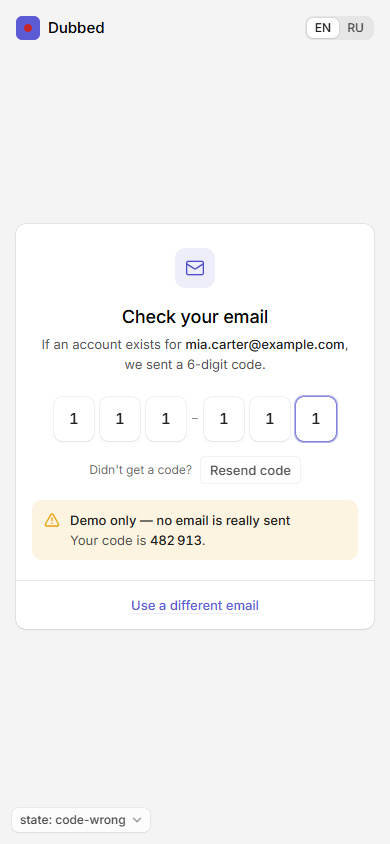 Dubbed
EN RU
Check your email
If an account exists for mia.carter@example.com,
we sent a 6-digit code.
1 1 1 – 1 1 1
Didn't get a code? Resend code
Demo only — no email is really sent
Your code is 482 913.
Use a different email
state: code-wrong